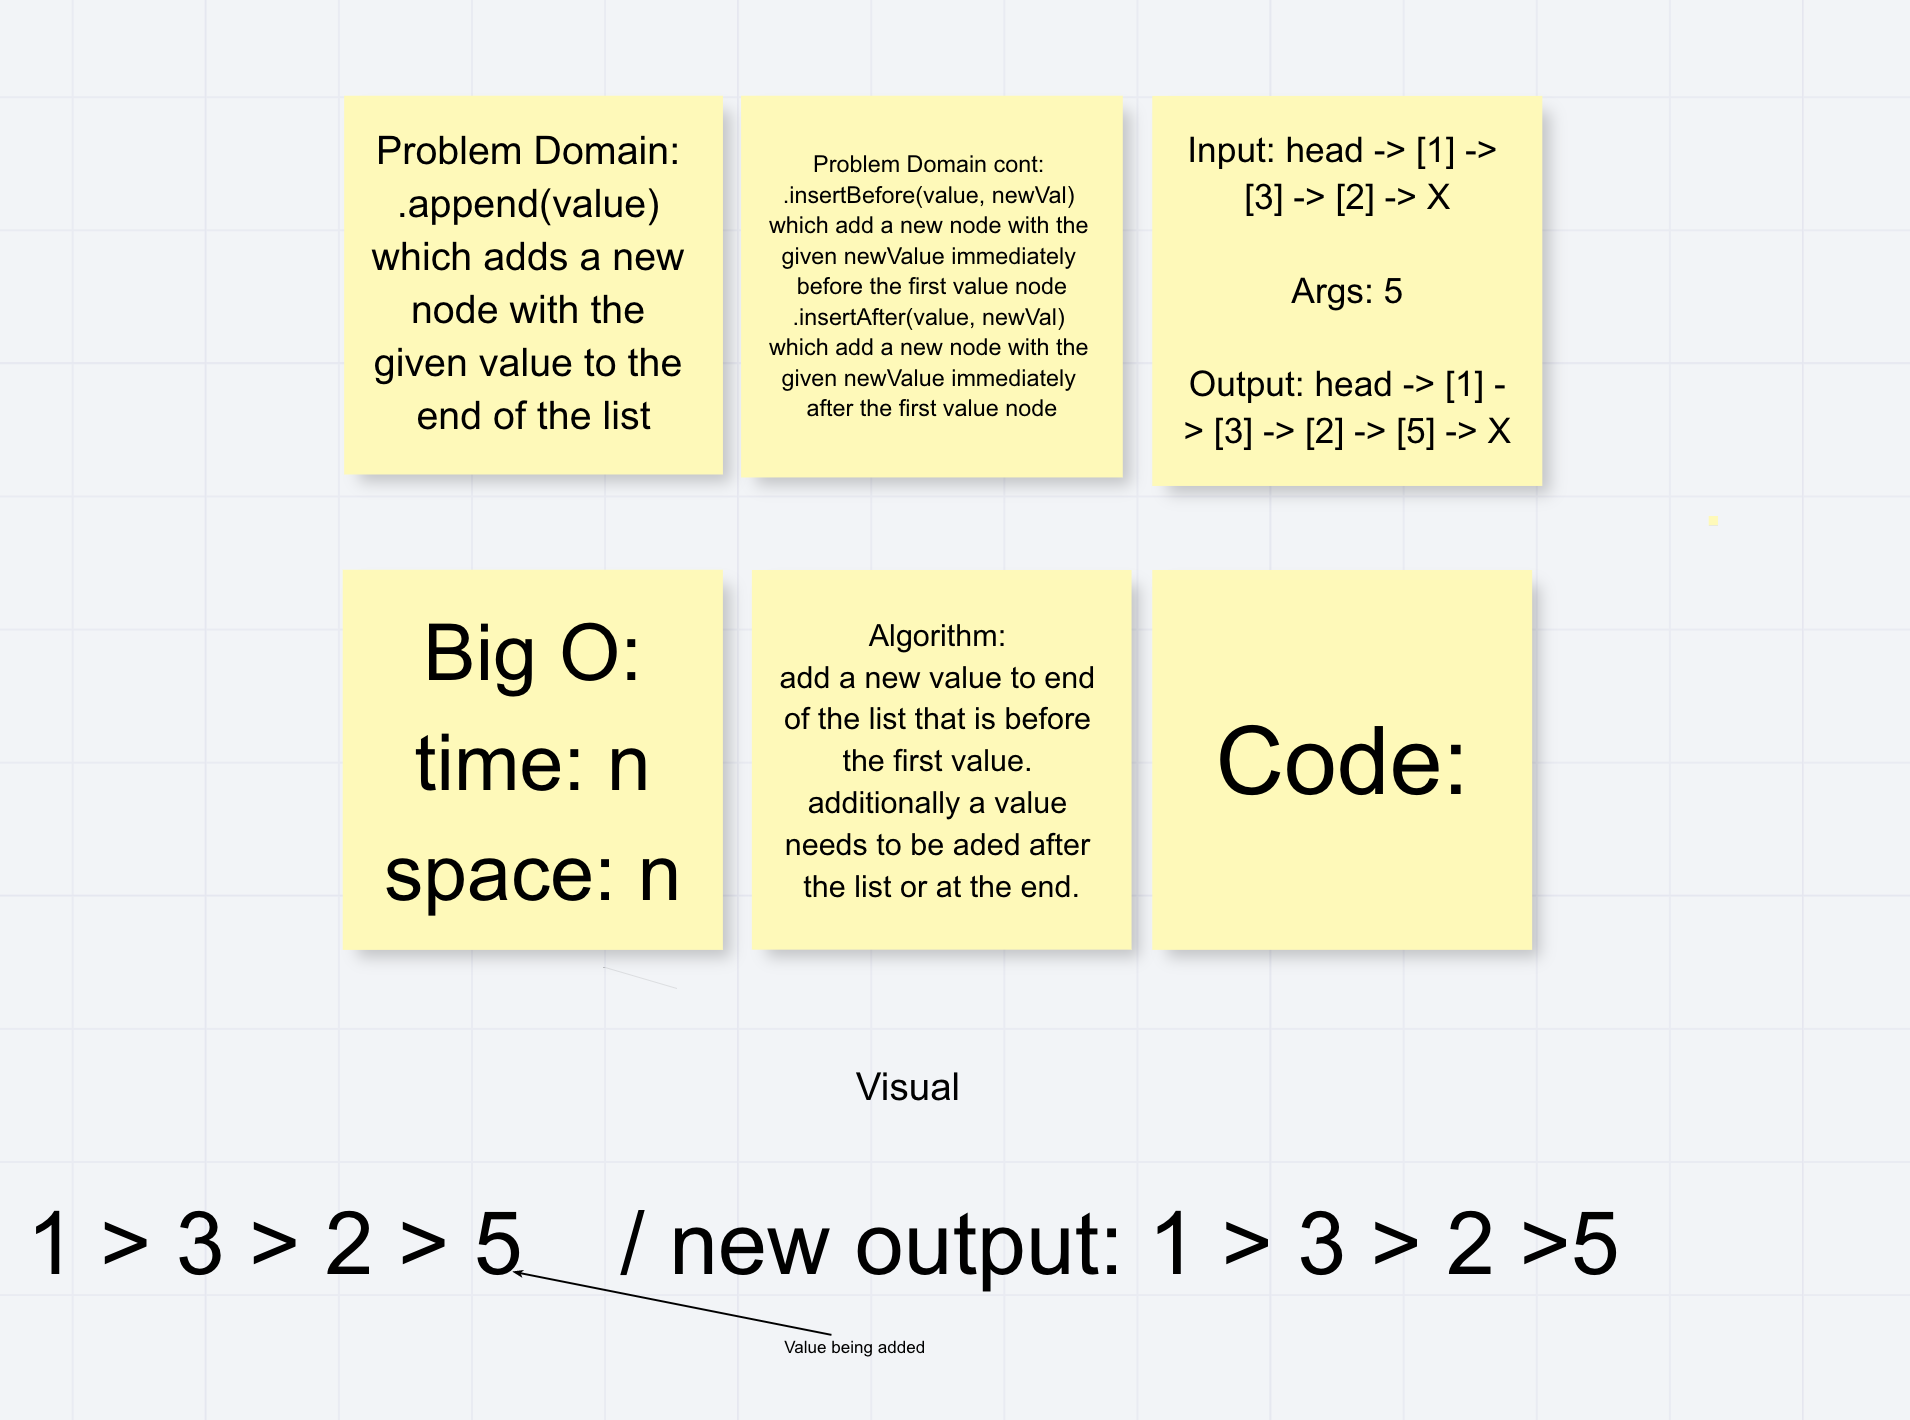 Problem Domain:
.append(value)
which adds a new
node with the
given value to the
end of the list
Problem Domain cont:
.insertBefore(value, newVal)
which add a new node with the
given newValue immediately
before the first value node
.insertAfter(value, newVal)
which add a new node with the
given newValue immediately
after the first value node
Input: head -> [1] ->
[3] -> [2] -> X
Args: 5
Output: head -> [1] -
> [3] -> [2] -> [5] -> X
Big O:
time: n
space: n
Algorithm:
add a new value to end
of the list that is before
the first value.
additionally a value
needs to be aded after
the list or at the end.
Code:
Visual
1 > 3 > 2 > 5 / new output: 1 > 3 > 2 >5
Value being added